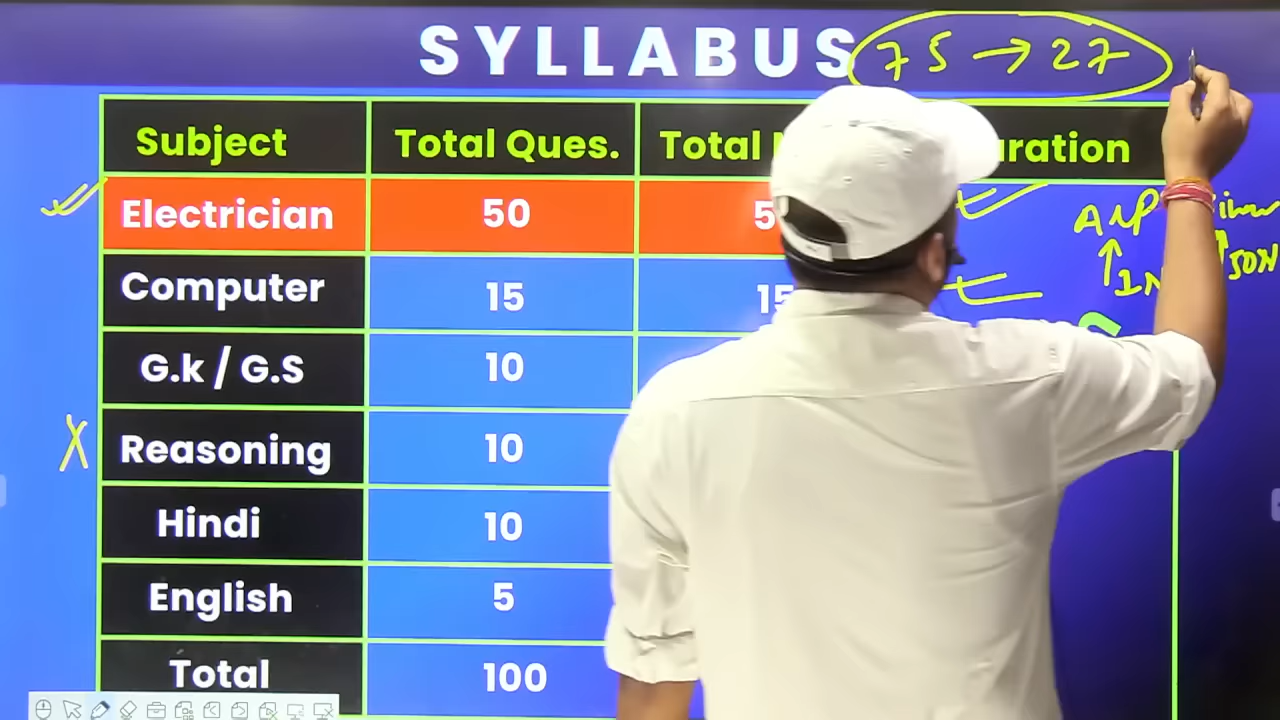 SYLLABUS 75 → 27
Subject Total Ques. Total
Electrician 50
Computer 15 15
G.k / G.S 10
X Reasoning 10
Hindi 10
English 5
Total 100
ALP